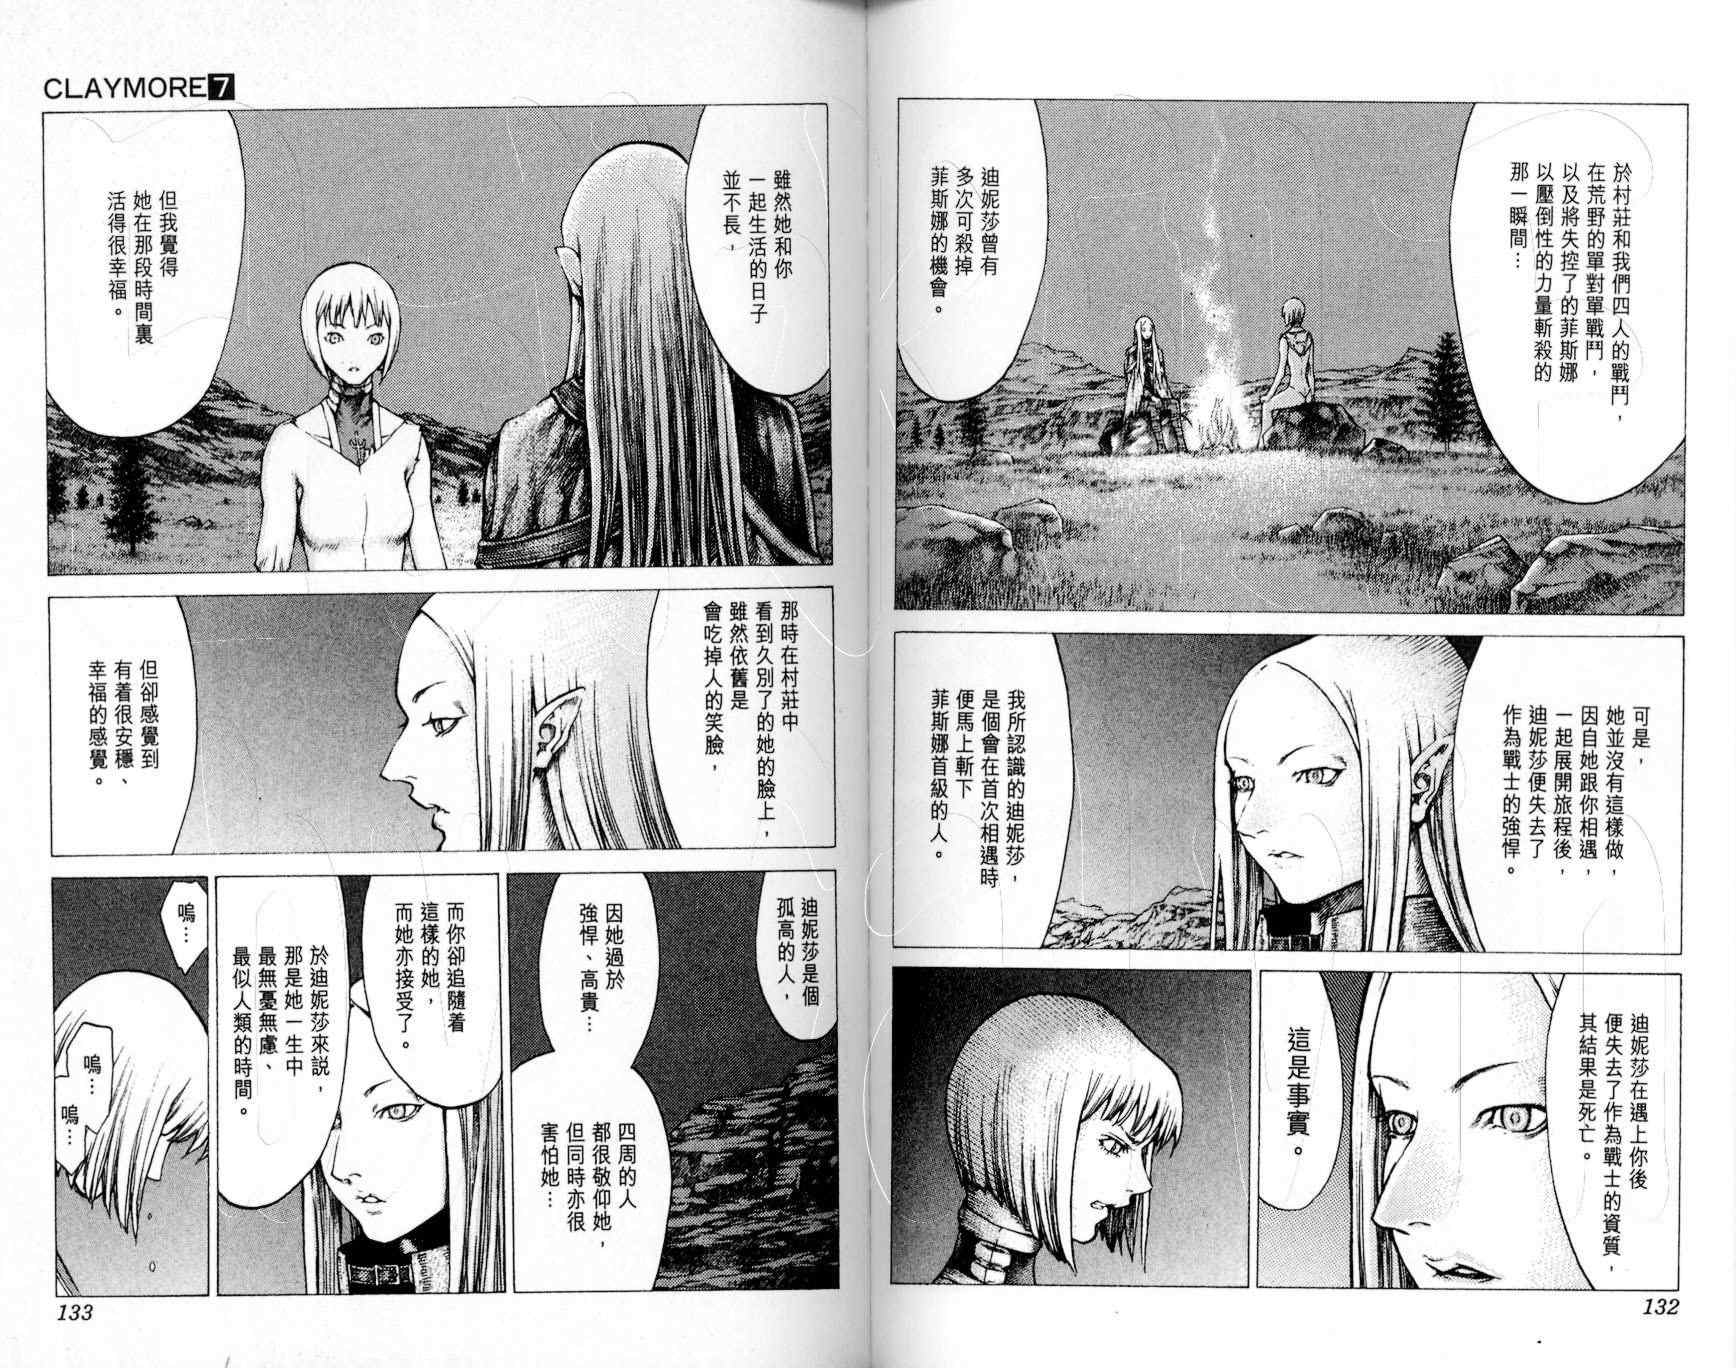 於村莊和我們四人的戰鬥，
在荒野的單對單戰鬥，
以及將失控了的菲斯娜
以壓倒性的力量斬殺的
那一瞬間…
迪妮莎曾有
多次可殺掉
菲斯娜的機會。
可是，
她並沒有這樣做，
因自她跟你相遇，
一起展開旅程後，
迪妮莎便失去了
作為戰士的強悍。
我所認識的迪妮莎，
是個會在首次相遇時
便馬上斬下
菲斯娜首級的人。
迪妮莎在遇上你後
便失去了作為戰士的資質，
其結果是死亡。
這是事實。
132
CLAYMORE 7
雖然她和你
一起生活的日子
並不長，
但我覺得
她在那段時間裏
活得很幸福。
那時在村莊中
看到久別了的她的臉上，
雖然依舊是
會吃掉人的笑臉，
但卻感覺到
有着很安穩、
幸福的感覺。
迪妮莎是個
孤高的人，
因她過於
強悍、高貴…
四周的人
都很敬仰她，
但同時亦很
害怕她…
而你卻追隨着
這樣的她，
而她亦接受了。
於迪妮莎來說，
那是她一生中
最無憂無慮、
最似人類的時間。
嗚…
嗚…
嗚…
133